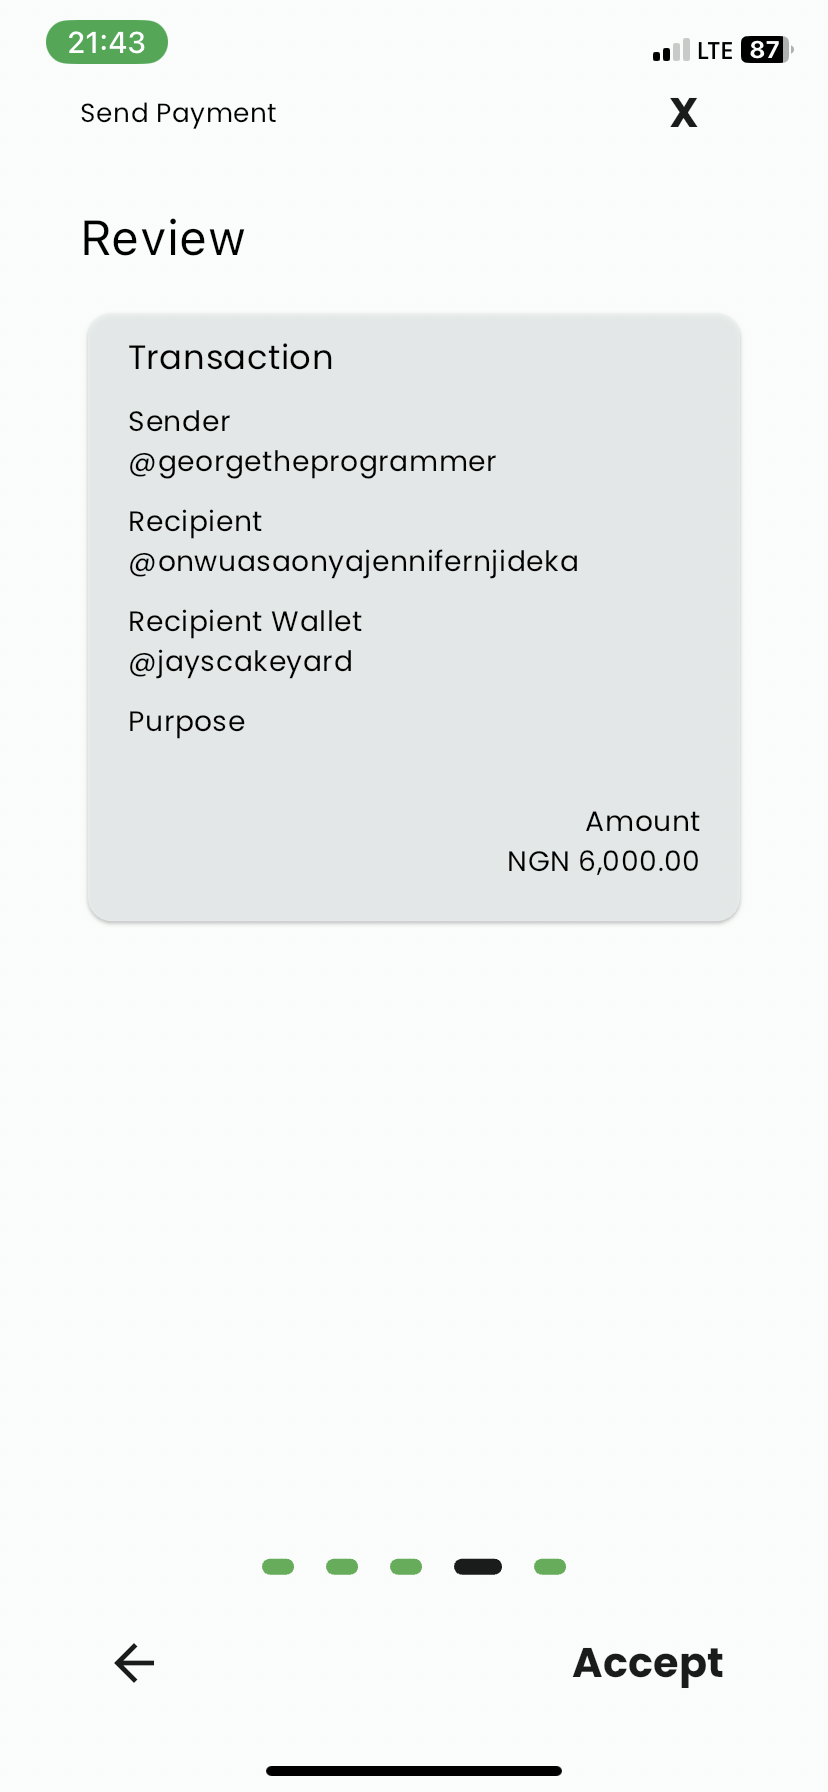 21:43
LTE 87
Send Payment X
Review
Transaction
Sender
@georgetheprogrammer
Recipient
@onwuasaonyajennifernjideka
Recipient Wallet
@jayscakeyard
Purpose
Amount
NGN 6,000.00
Accept